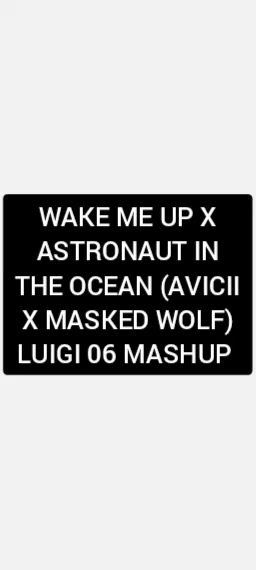 WAKE ME UP X
ASTRONAUT IN
THE OCEAN (AVICII
X MASKED WOLF)
LUIGI 06 MASHUP